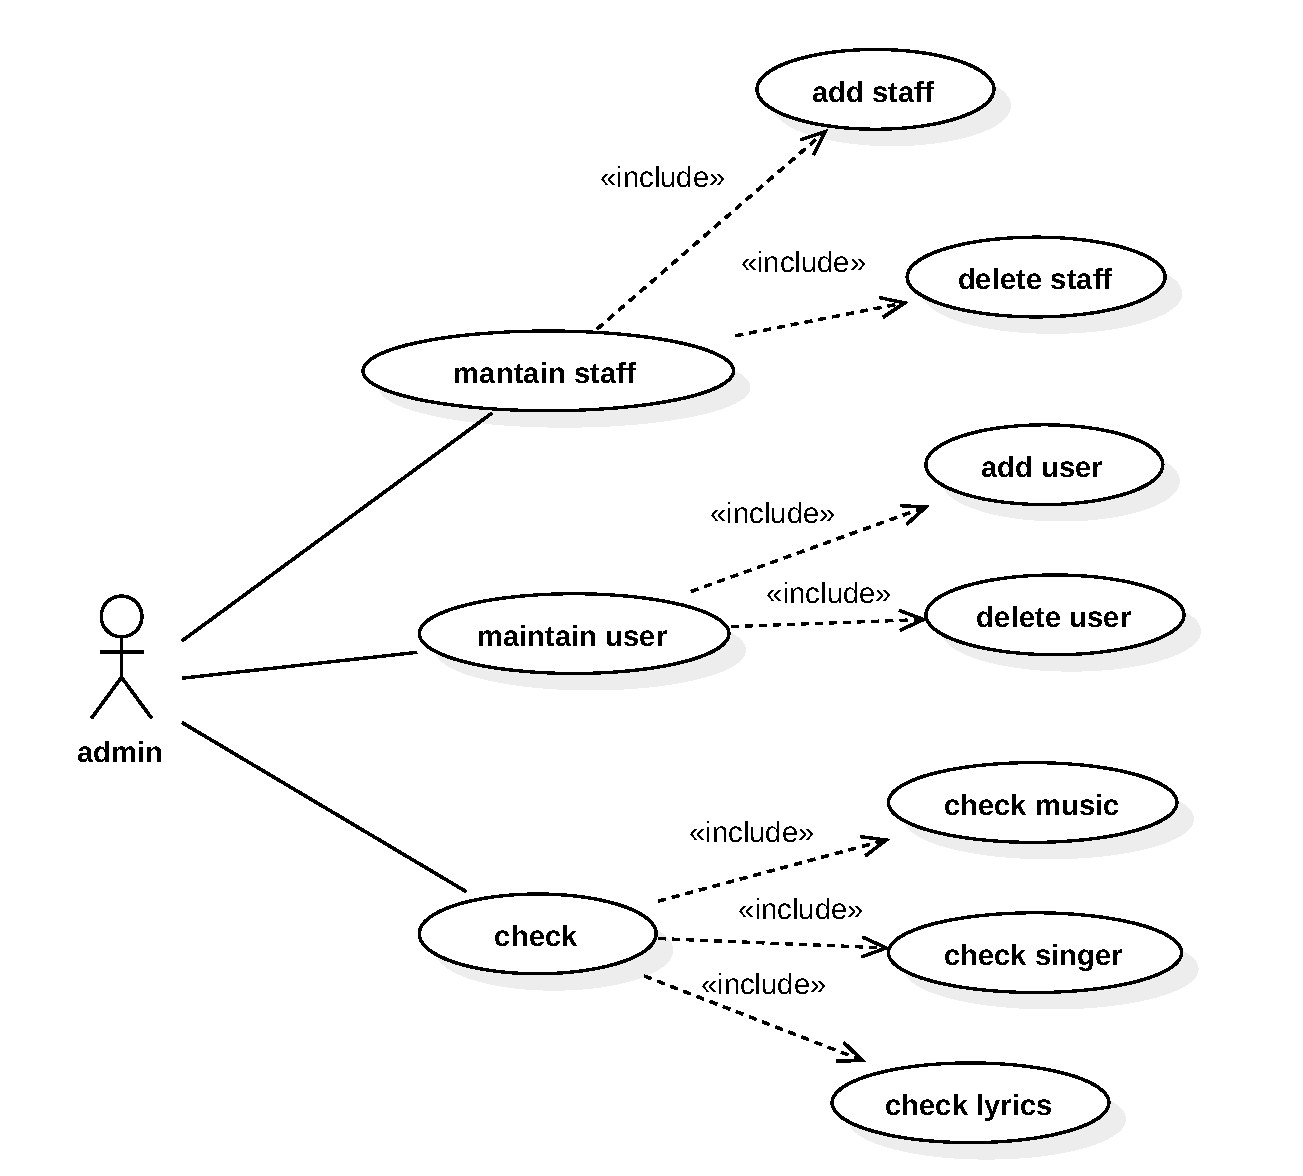 add staff
«include»
«include»
delete staff
mantain staff
add user
«include»
«include»
delete user
maintain user
admin
check music
«include»
«include»
check
check singer
«include»
check lyrics